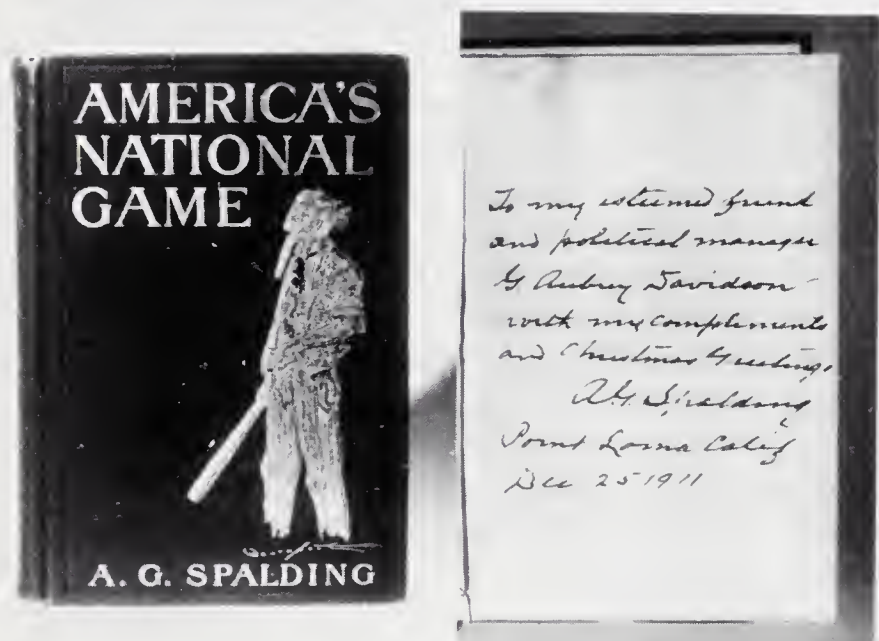 AMERICA'S
NATIONAL
GAME
A. G. SPALDING
To my esteemed friend
and political manager
G Aubrey Davidson -
with my compliments
and Christmas Greetings
A.G. Spalding
Point Loma Calif
Dec 25 1911